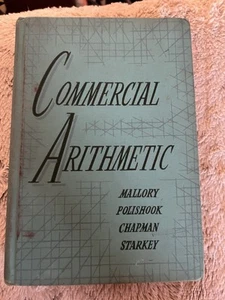 COMMERCIAL
ARITHMETIC
MALLORY
POLISHOOK
CHAPMAN
STARKEY